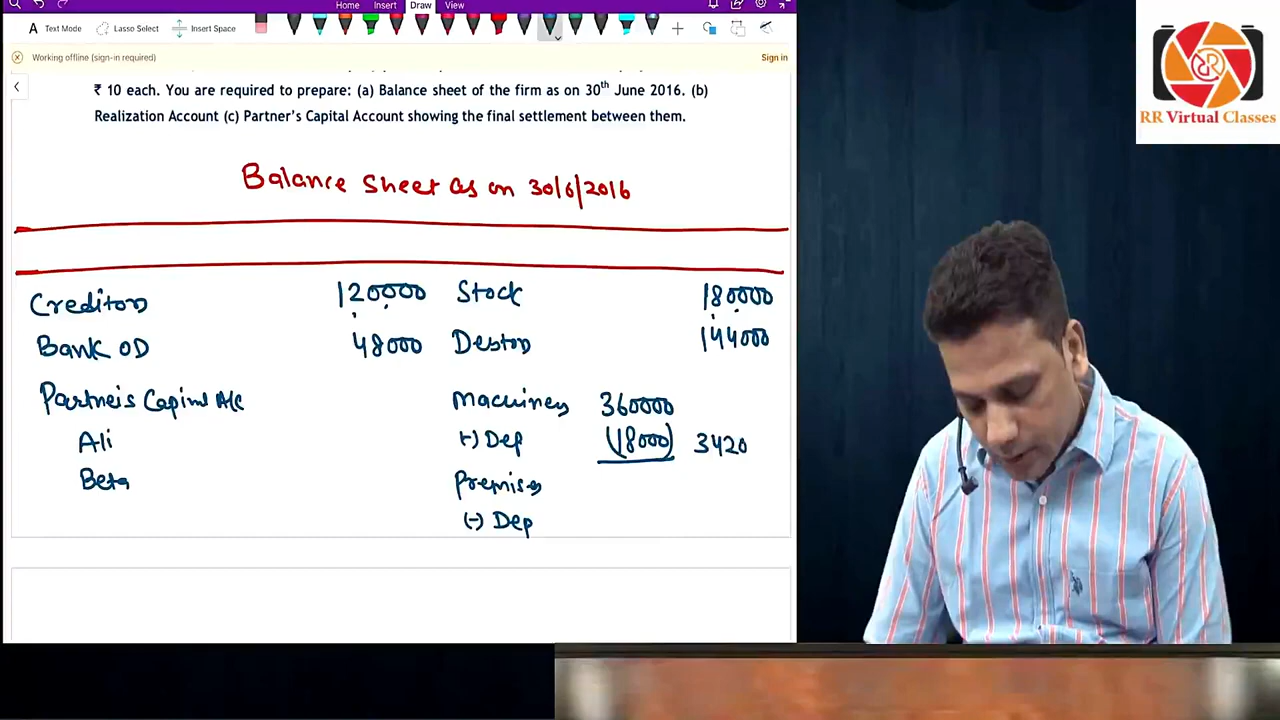 Home Insert Draw View
Text Mode Lasso Select Insert Space
Working offline (sign-in required) Sign in
₹ 10 each. You are required to prepare: (a) Balance sheet of the firm as on 30th June 2016. (b)
Realization Account (c) Partner's Capital Account showing the final settlement between them.
RR Virtual Classes
Balance Sheet as on 30/6/2016
Creditors 120000 Stock 180000
Bank OD 48000 Debtors 144000
Partner's Capital A/c Machinery 360000
Ali (-) Dep (18000) 3420
Beta Premises
(-) Dep